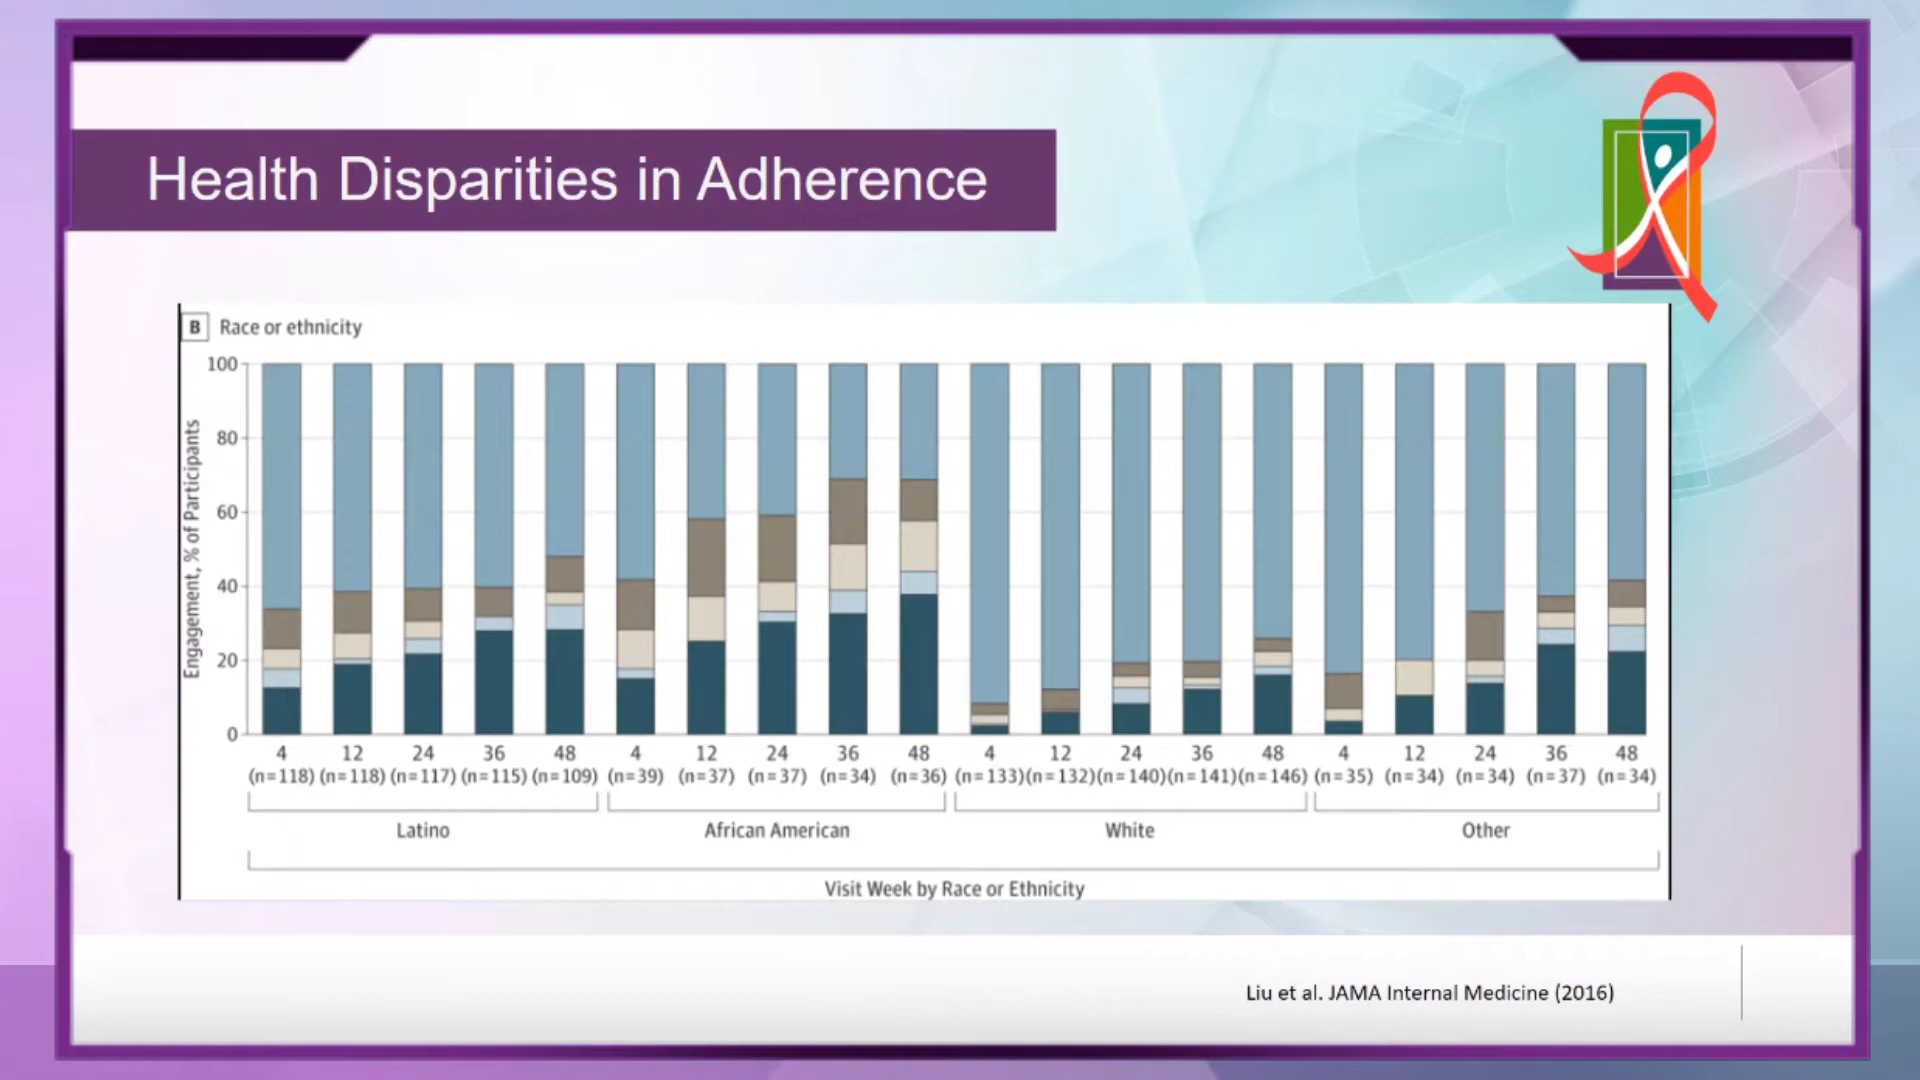 Health Disparities in Adherence
B Race or ethnicity
Engagement, % of Participants
100
80
60
40
20
0
4 12 24 36 48 4 12 24 36 48 4 12 24 36 48 4 12 24 36 48
(n=118) (n=118) (n=117) (n=115) (n=109) (n=39) (n=37) (n=37) (n=34) (n=36) (n=133) (n=132) (n=140) (n=141) (n=146) (n=35) (n=34) (n=34) (n=37) (n=34)
Latino African American White Other
Visit Week by Race or Ethnicity
Liu et al. JAMA Internal Medicine (2016)